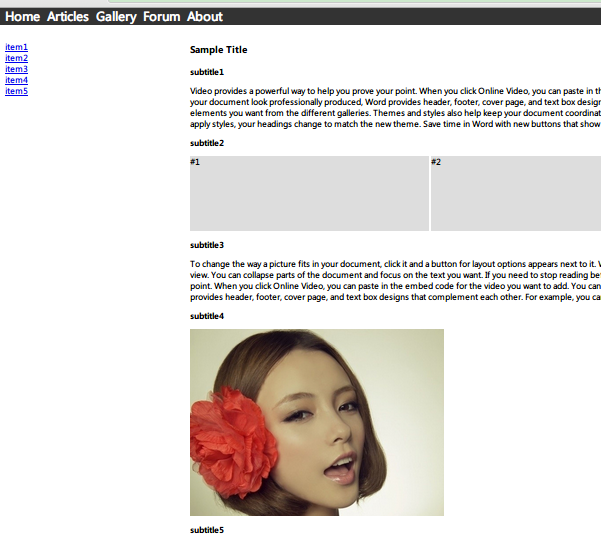 Home Articles Gallery Forum About
item1
item2
item3
item4
item5
Sample Title
subtitle1
Video provides a powerful way to help you prove your point. When you click Online Video, you can paste in th
your document look professionally produced, Word provides header, footer, cover page, and text box design
elements you want from the different galleries. Themes and styles also help keep your document coordinat
apply styles, your headings change to match the new theme. Save time in Word with new buttons that show
subtitle2
#1
#2
subtitle3
To change the way a picture fits in your document, click it and a button for layout options appears next to it. W
view. You can collapse parts of the document and focus on the text you want. If you need to stop reading be
point. When you click Online Video, you can paste in the embed code for the video you want to add. You can
provides header, footer, cover page, and text box designs that complement each other. For example, you ca
subtitle4
subtitle5